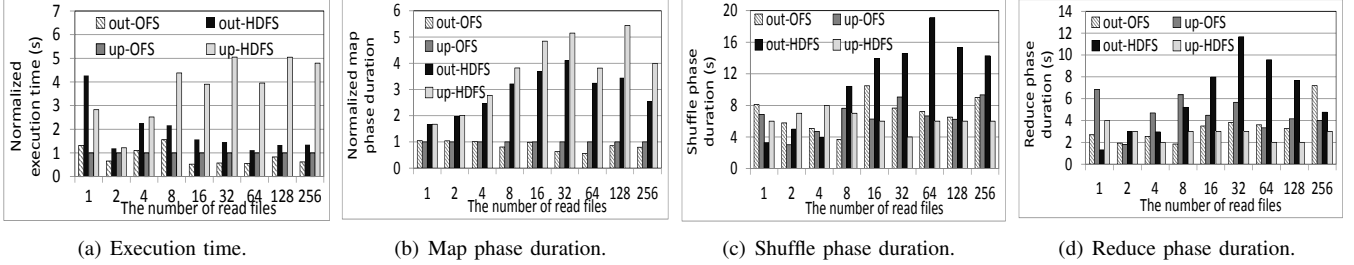 Normalized
execution time (s)
7
6
5
4
3
2
1
0
out-OFS
out-HDFS
up-OFS
up-HDFS
1 2 4 8 16 32 64 128 256
The number of read files
(a) Execution time.
Normalized map
phase duration
6
5
4
3
2
1
0
out-OFS
up-OFS
out-HDFS
up-HDFS
1 2 4 8 16 32 64 128 256
The number of read files
(b) Map phase duration.
Shuffle phase
duration (s)
20
16
12
8
4
0
out-OFS
up-OFS
out-HDFS
up-HDFS
1 2 4 8 16 32 64 128 256
The number of read files
(c) Shuffle phase duration.
Reduce phase
duration (s)
14
12
10
8
6
4
2
0
out-OFS
up-OFS
out-HDFS
up-HDFS
1 2 4 8 16 32 64 128 256
The number of read files
(d) Reduce phase duration.